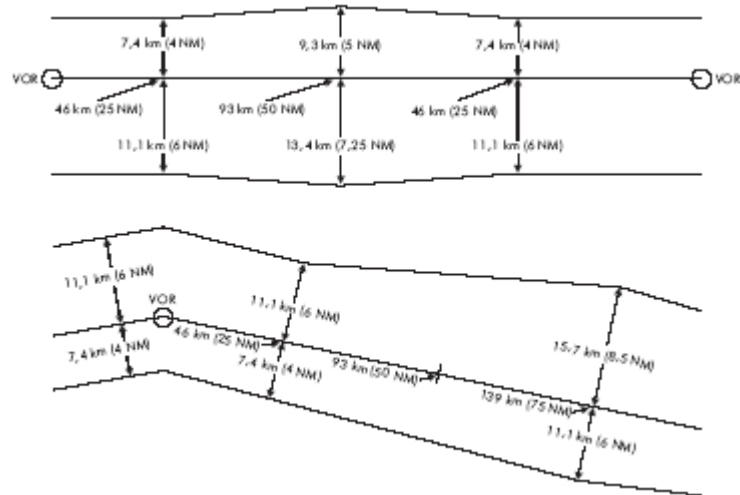 7,4 km (4 NM)
9,3 km (5 NM)
7,4 km (4 NM)
VOR
VOR
46 km (25 NM)
93 km (50 NM)
46 km (25 NM)
11,1 km (6 NM)
13,4 km (7,25 NM)
11,1 km (6 NM)
11,1 km (6 NM)
VOR
11,1 km (6 NM)
46 km (25 NM)
7,4 km (4 NM)
7,4 km (4 NM)
93 km (50 NM)
15,7 km (8,5 NM)
139 km (75 NM)
11,1 km (6 NM)